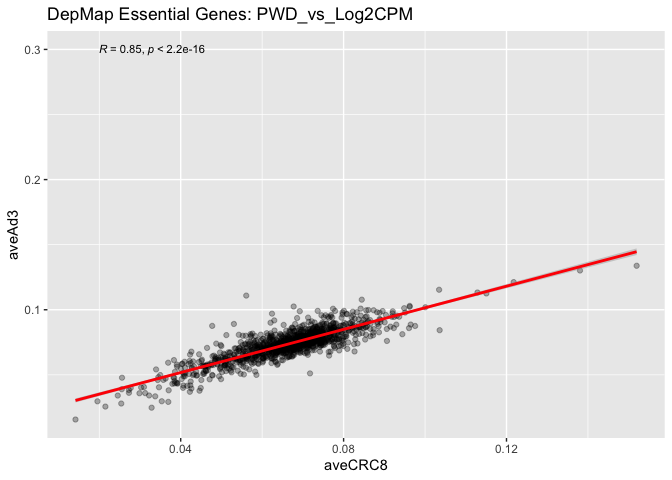 DepMap Essential Genes: PWD_vs_Log2CPM
R = 0.85, p < 2.2e-16
0.3
0.2
0.1
aveAd3
0.04
0.08
0.12
aveCRC8